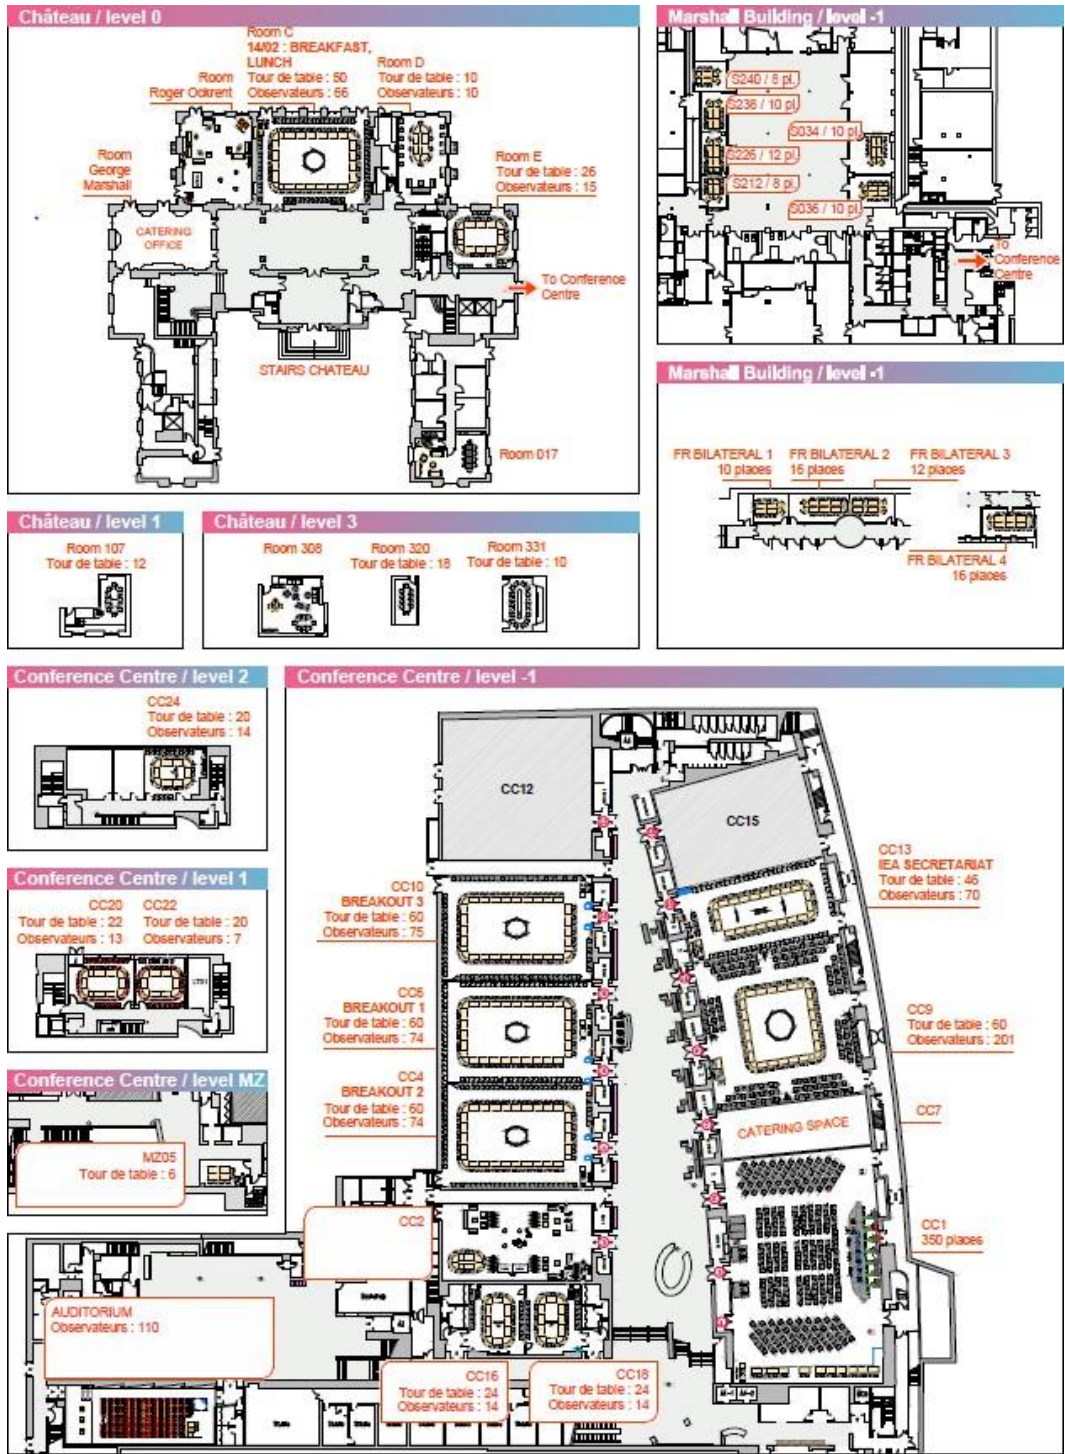 Château / level 0
Room C
14/02 : BREAKFAST,
LUNCH
Tour de table : 50
Observateurs : 66
Room D
Tour de table : 10
Observateurs : 10
Room
Roger Ockrent
Room
George
Marshall
Room E
Tour de table : 26
Observateurs : 15
CATERING
OFFICE
To Conference
Centre
STAIRS CHATEAU
Room 017
Marshall Building / level -1
S240 / 8 pl.
S236 / 10 pl.
S034 / 10 pl.
S226 / 12 pl.
S212 / 8 pl.
S036 / 10 pl.
To
Conference
Centre
Marshall Building / level -1
FR BILATERAL 1
10 places
FR BILATERAL 2
16 places
FR BILATERAL 3
12 places
FR BILATERAL 4
16 places
Château / level 1
Room 107
Tour de table : 12
Château / level 3
Room 308
Room 320
Tour de table : 18
Room 331
Tour de table : 10
Conference Centre / level 2
CC24
Tour de table : 20
Observateurs : 14
Conference Centre / level 1
CC20
Tour de table : 22
Observateurs : 13
CC22
Tour de table : 20
Observateurs : 7
Conference Centre / level MZ
MZ05
Tour de table : 6
Conference Centre / level -1
CC12
CC15
CC13
IEA SECRETARIAT
Tour de table : 46
Observateurs : 70
CC10
BREAKOUT 3
Tour de table : 60
Observateurs : 75
CC6
BREAKOUT 1
Tour de table : 60
Observateurs : 74
CC9
Tour de table : 60
Observateurs : 201
CC4
BREAKOUT 2
Tour de table : 60
Observateurs : 74
CATERING SPACE
CC7
CC2
CC1
350 places
AUDITORIUM
Observateurs : 110
CC16
Tour de table : 24
Observateurs : 14
CC18
Tour de table : 24
Observateurs : 14